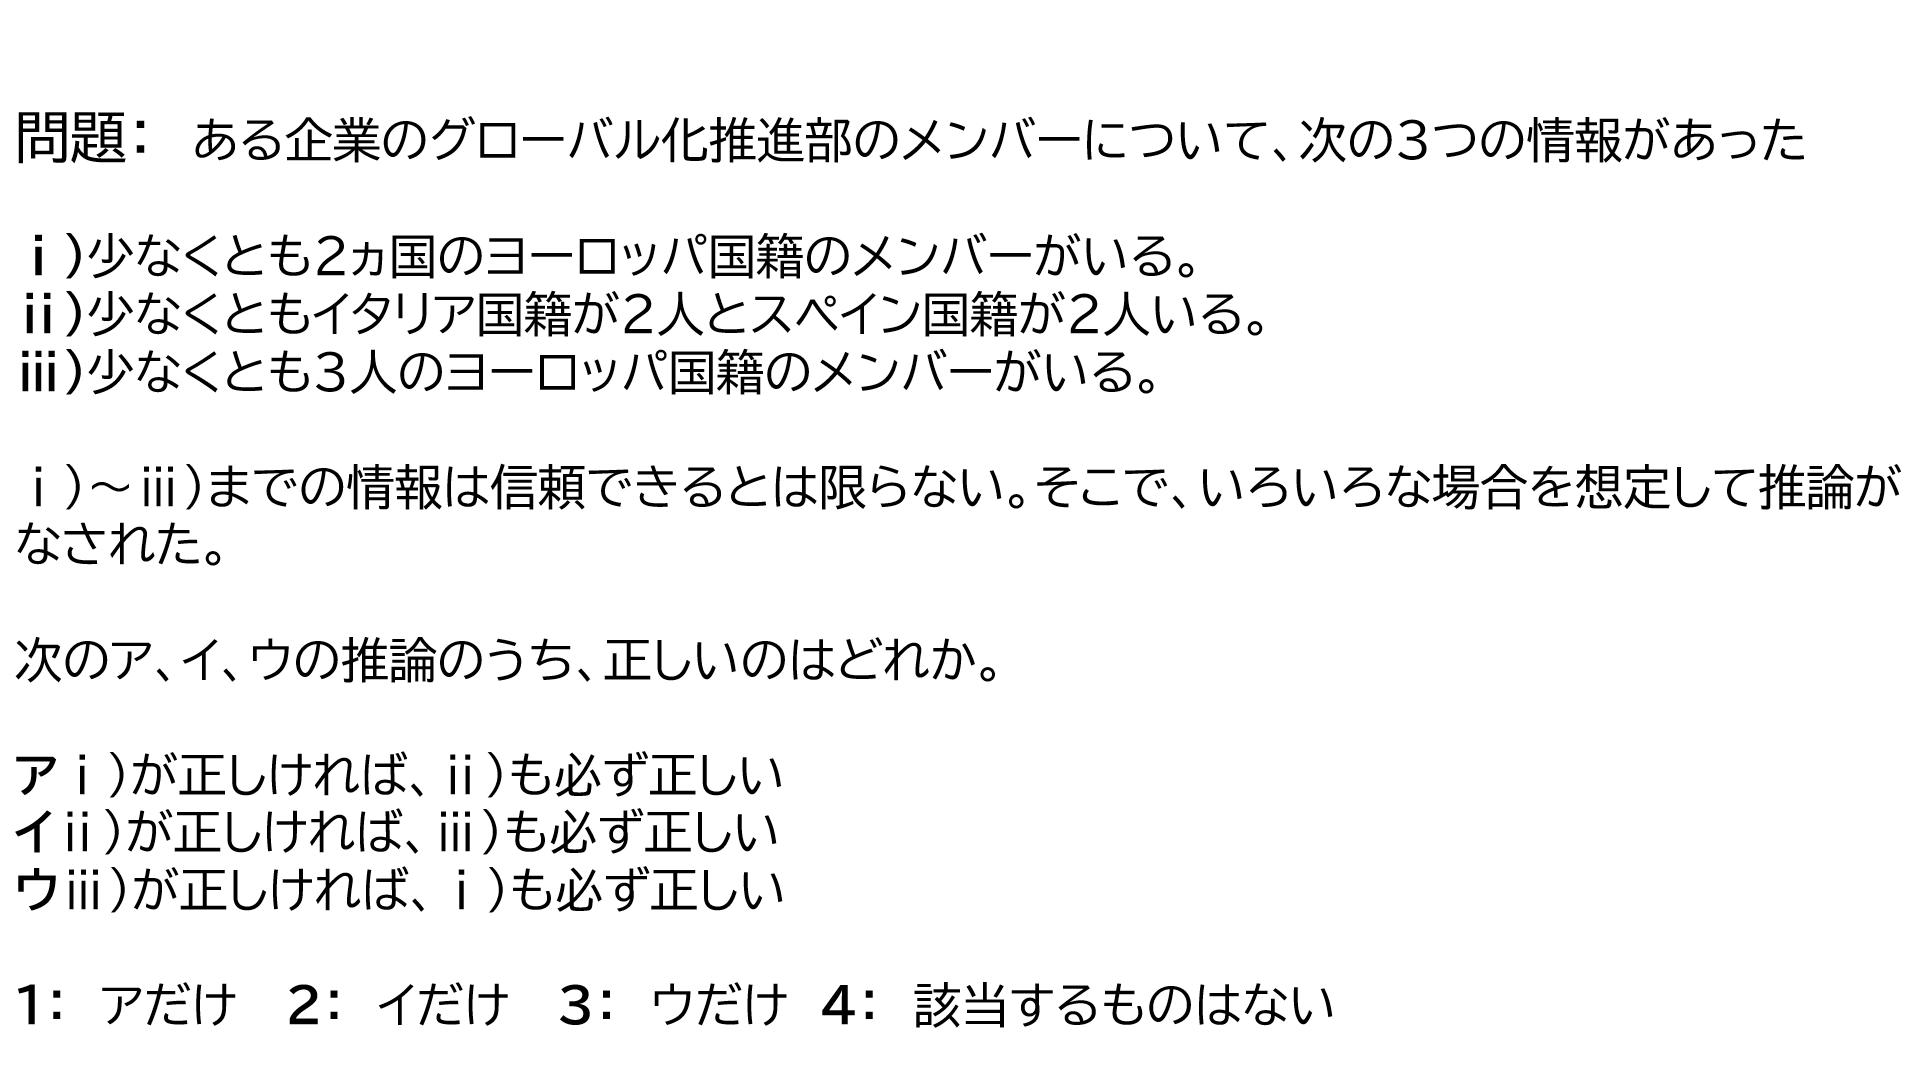 問題：　ある企業のグローバル化推進部のメンバーについて、次の３つの情報があった
ⅰ）少なくとも２ヵ国のヨーロッパ国籍のメンバーがいる。
ⅱ）少なくともイタリア国籍が２人とスペイン国籍が２人いる。
ⅲ）少なくとも３人のヨーロッパ国籍のメンバーがいる。
ⅰ）～ⅲ）までの情報は信頼できるとは限らない。そこで、いろいろな場合を想定して推論が
なされた。
次のア、イ、ウの推論のうち、正しいのはどれか。
アⅰ）が正しければ、ⅱ）も必ず正しい
イⅱ）が正しければ、ⅲ）も必ず正しい
ウⅲ）が正しければ、ⅰ）も必ず正しい
1：　アだけ　2：　イだけ　3：　ウだけ　4：　該当するものはない